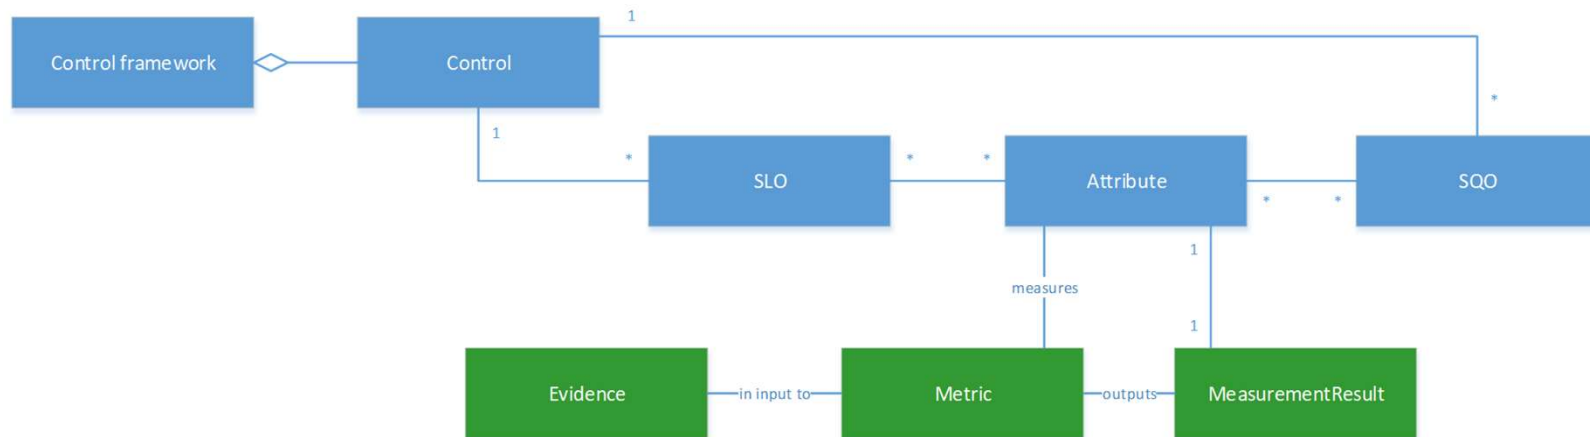 1
Control framework
Control
*
1
*
*
*
SLO
Attribute
SQO
*
*
1
measures
1
Evidence
in input to
Metric
outputs
MeasurementResult